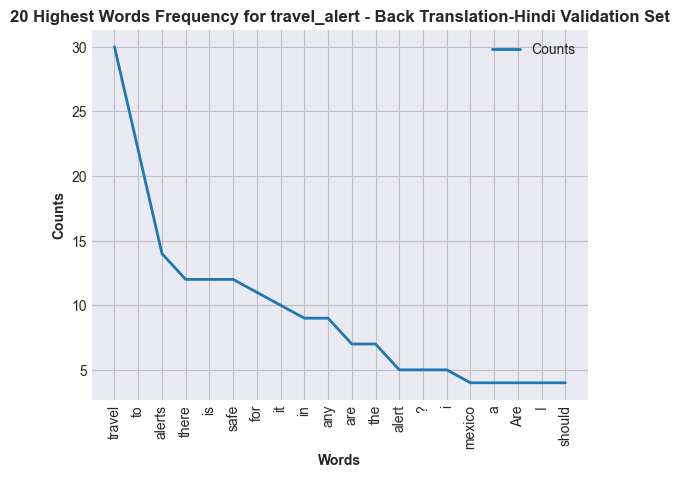 20 Highest Words Frequency for travel_alert - Back Translation-Hindi Validation Set
Counts
30
25
20
15
10
5
Counts
travel
to
alerts
there
is
safe
for
it
in
any
are
the
alert
?
i
mexico
a
Are
I
should
Words